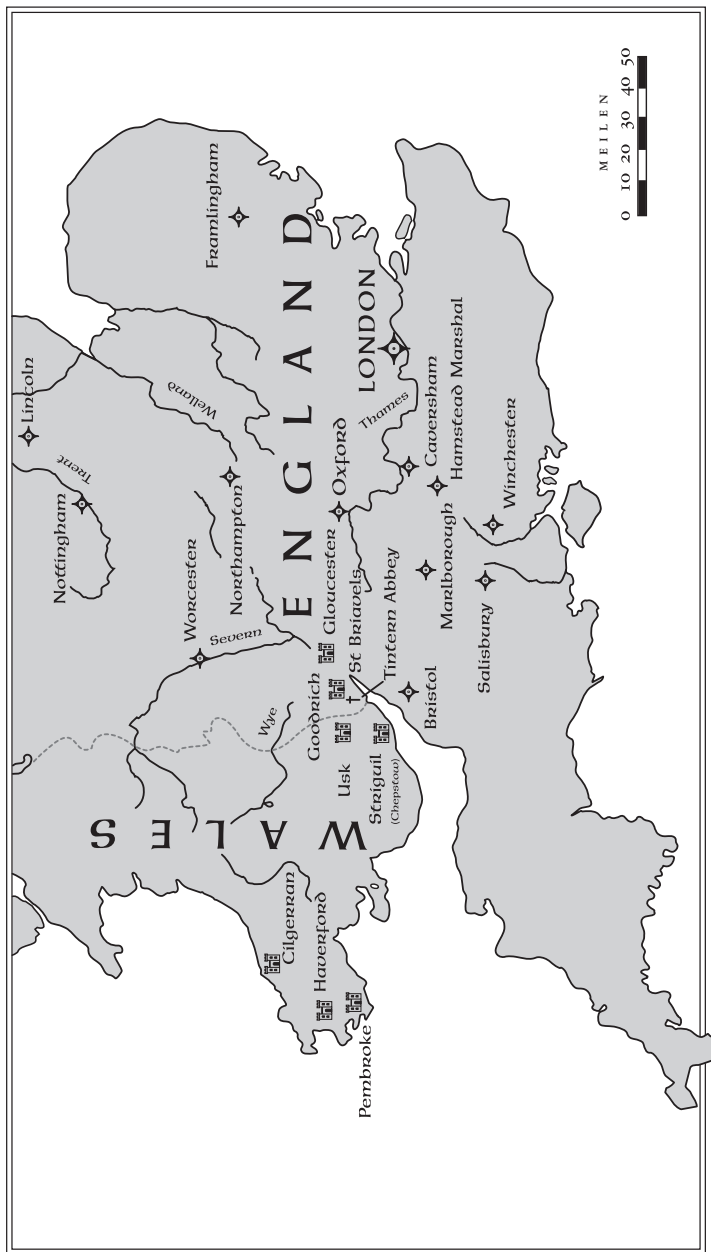 Lincoln
Trent
Nottingham
Welland
Northampton
Worcester
Severn
Framlingham
ENGLAND
WALES
Wye
LONDON
Thames
Oxford
Gloucester
Goodrich
St Briavels
Usk
Tintern Abbey
Striguil
(Chepstow)
Cilgerran
Haverford
Pembroke
Caversham
Hamstead Marshal
Marlborough
Bristol
Winchester
Salisbury
MEILEN
0 10 20 30 40 50